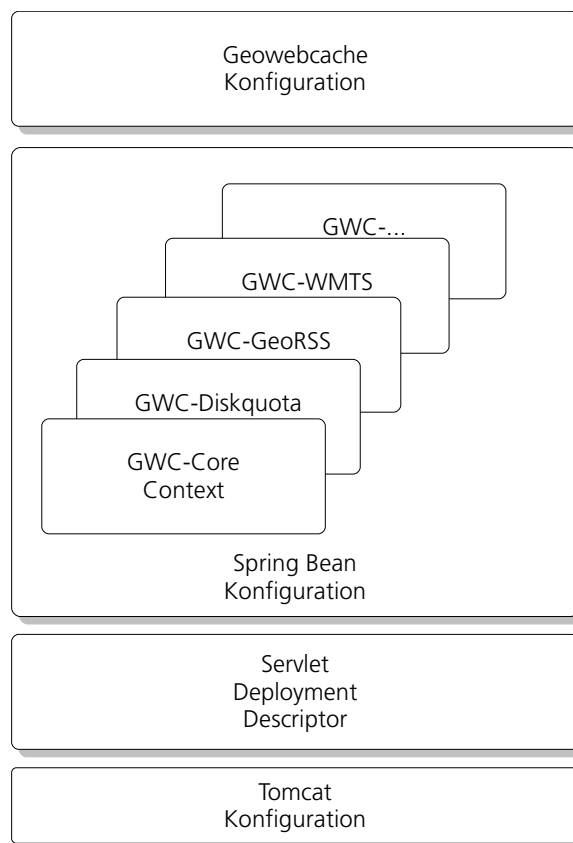 Geowebcache
Konfiguration
GWC-...
GWC-WMTS
GWC-GeoRSS
GWC-Diskquota
GWC-Core
Context
Spring Bean
Konfiguration
Servlet
Deployment
Descriptor
Tomcat
Konfiguration